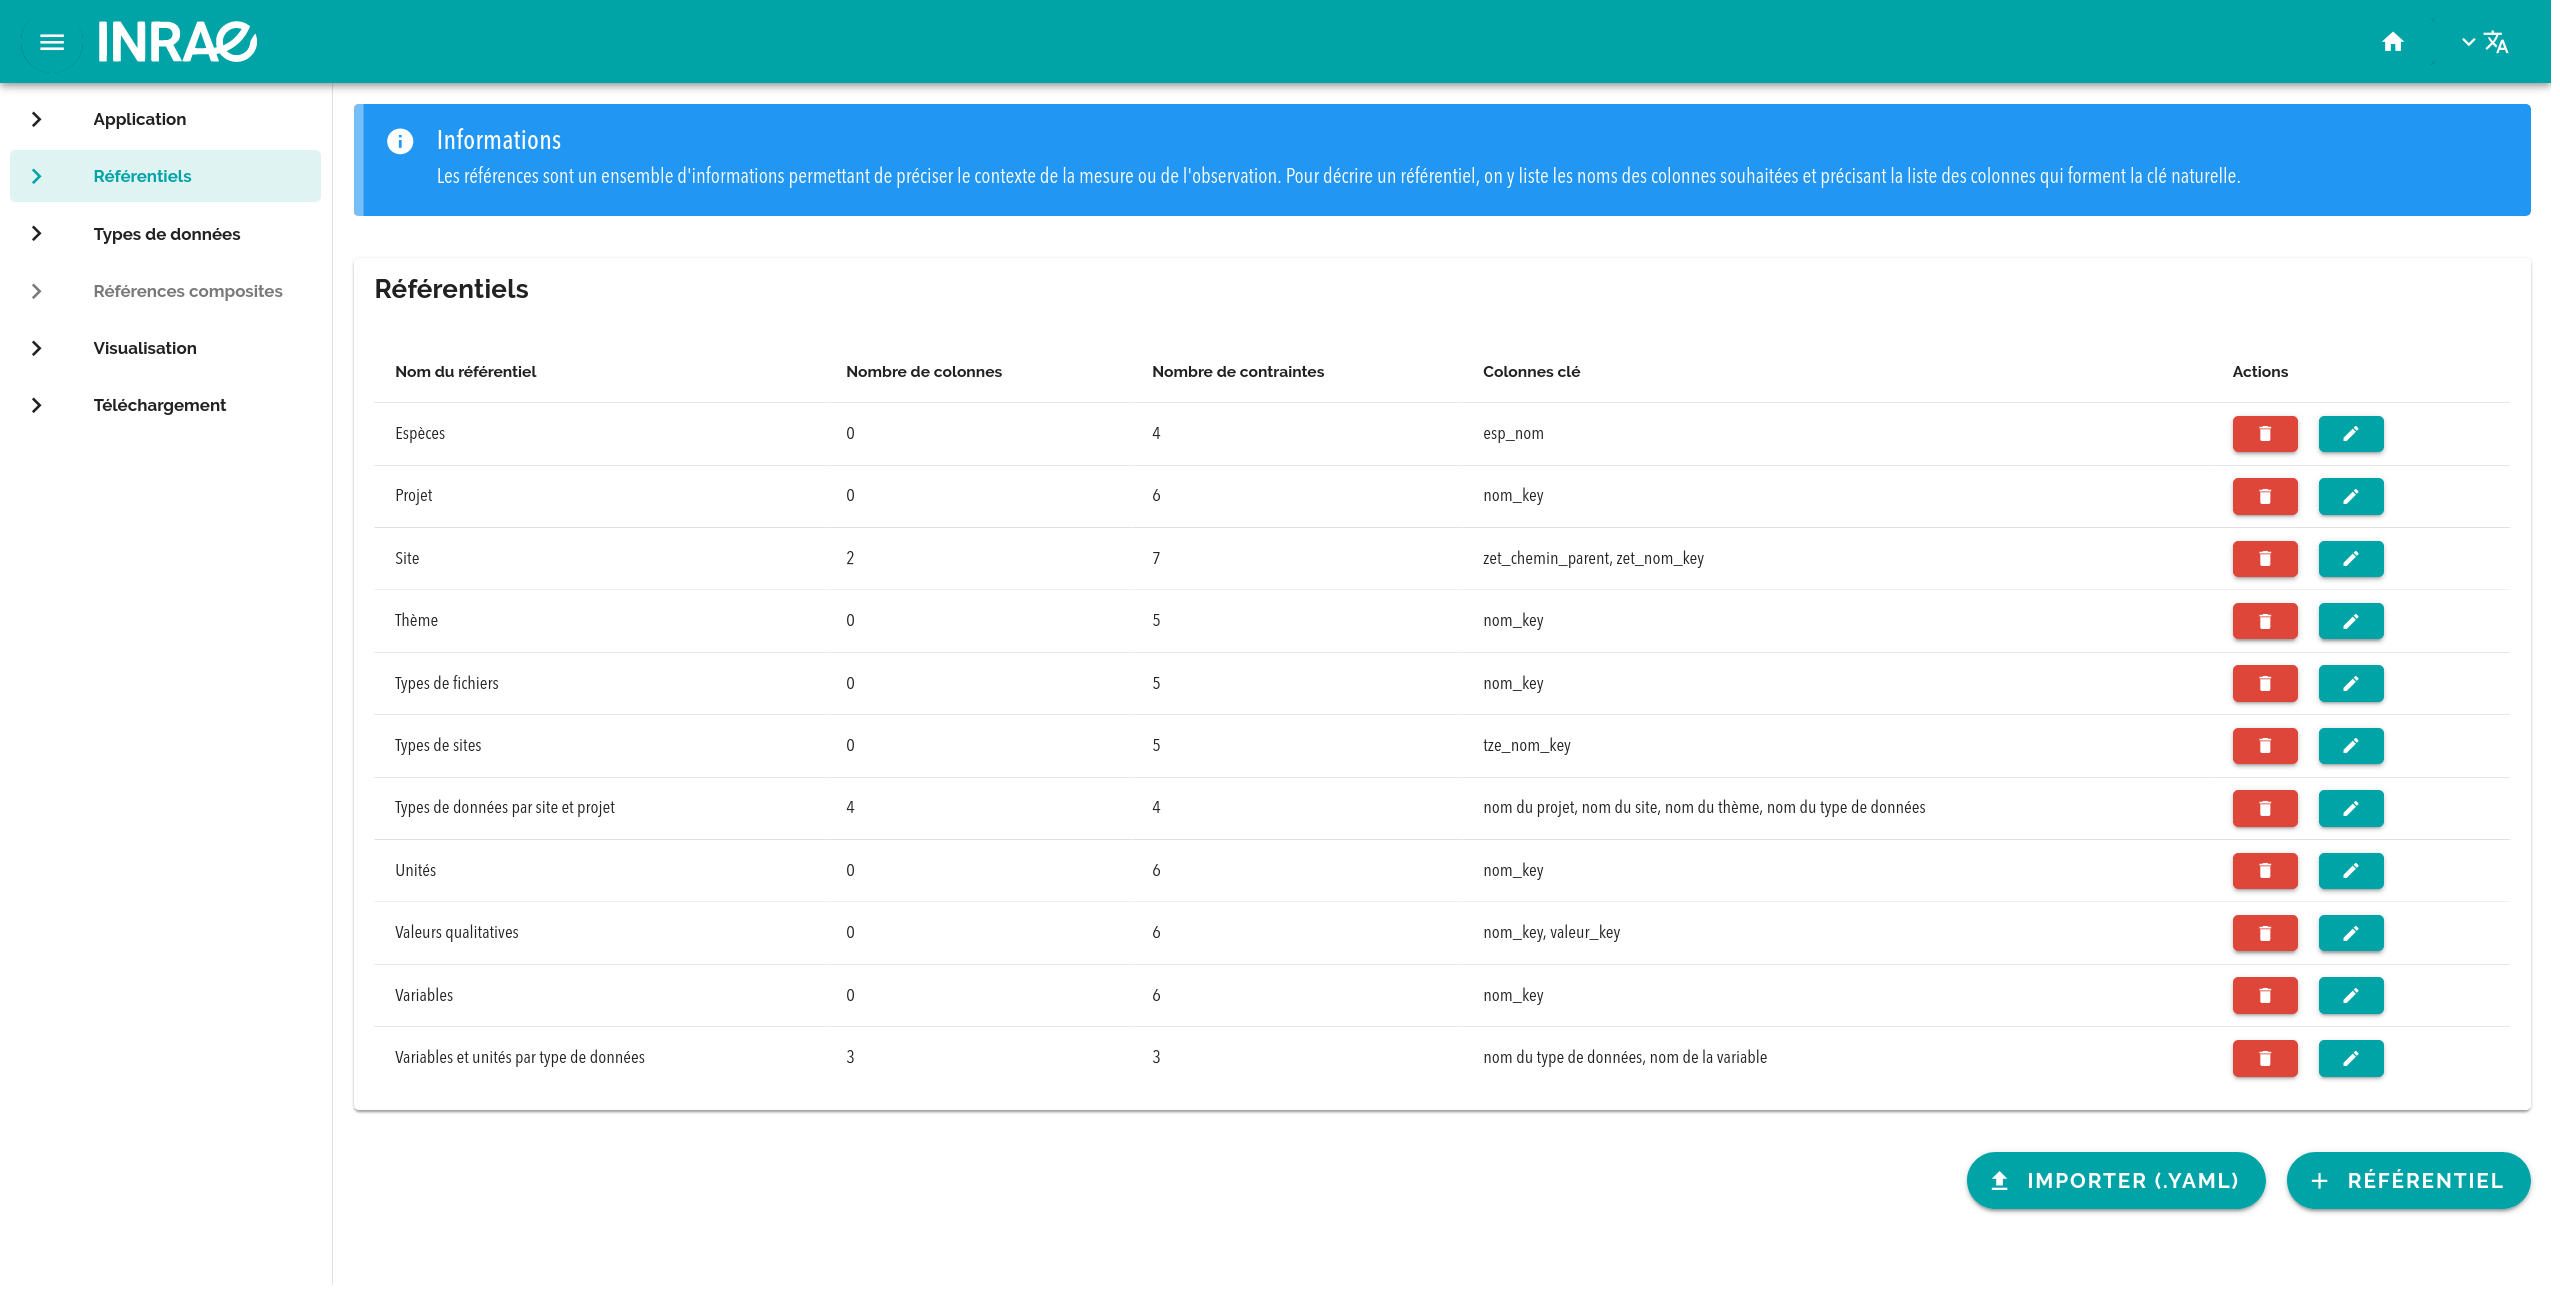 INRAE
Application
Référentiels
Types de données
Références composites
Visualisation
Téléchargement
Informations
Les références sont un ensemble d'informations permettant de préciser le contexte de la mesure ou de l'observation. Pour décrire un référentiel, on y liste les noms des colonnes souhaitées et précisant la liste des colonnes qui forment la clé naturelle.
Référentiels
Nom du référentiel Nombre de colonnes Nombre de contraintes Colonnes clé Actions
Espèces 0 4 esp_nom
Projet 0 6 nom_key
Site 2 7 zet_chemin_parent, zet_nom_key
Thème 0 5 nom_key
Types de fichiers 0 5 nom_key
Types de sites 0 5 tze_nom_key
Types de données par site et projet 4 4 nom du projet, nom du site, nom du thème, nom du type de données
Unités 0 6 nom_key
Valeurs qualitatives 0 6 nom_key, valeur_key
Variables 0 6 nom_key
Variables et unités par type de données 3 3 nom du type de données, nom de la variable
IMPORTER (.YAML) RÉFÉRENTIEL